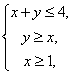 x+y≤4,
y≥x,
x≥1,